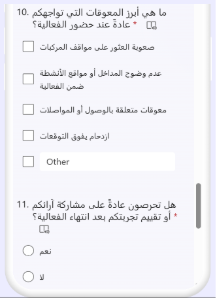 10. ما هي أبرز المعوقات التي تواجهكم
عادةً عند حضور الفعالية؟ *
صعوبة العثور على مواقف المركبات
عدم وضوح المداخل أو مواقع الأنشطة
ضمن الفعالية
معوقات متعلقة بالوصول أو المواصلات
ازدحام يفوق التوقعات
Other
11. هل تحرصون عادةً على مشاركة آرائكم
أو تقييم تجربتكم بعد انتهاء الفعالية؟ *
نعم
لا